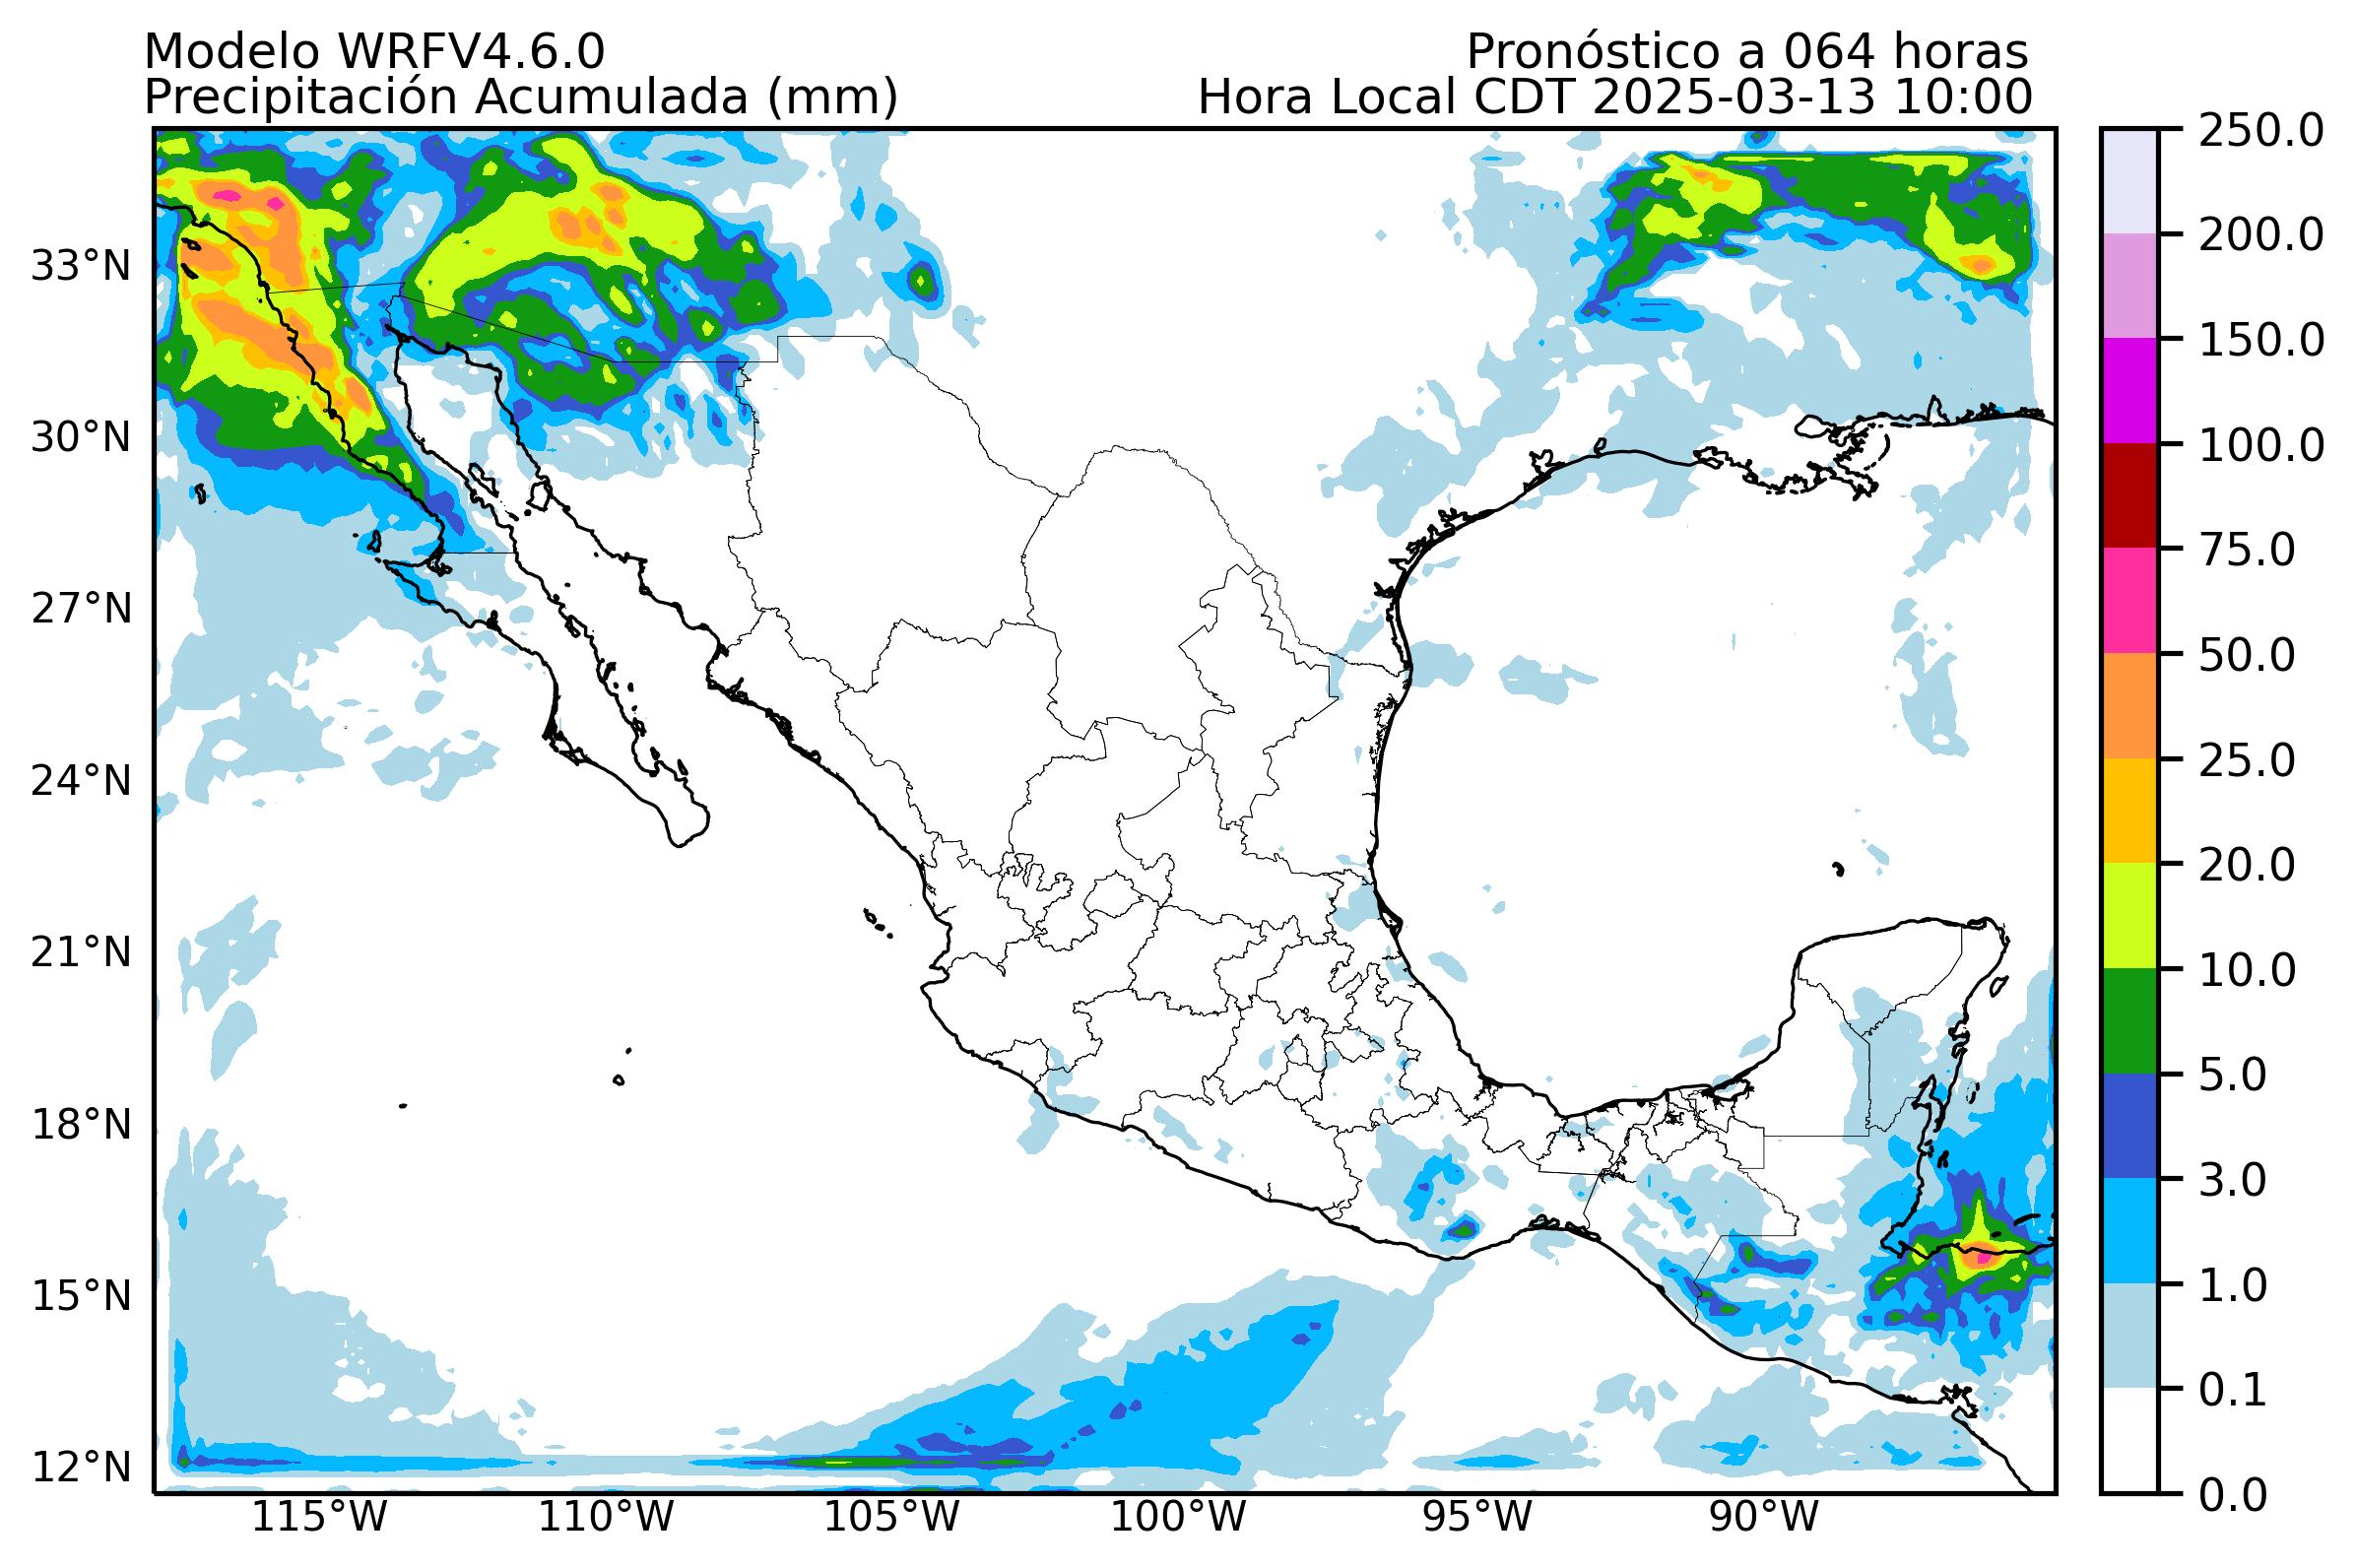 Modelo WRFV4.6.0
Pronóstico a 064 horas
Precipitación Acumulada (mm)
Hora Local CDT 2025-03-13 10:00
250.0
200.0
150.0
100.0
75.0
50.0
25.0
20.0
10.0
5.0
3.0
1.0
0.1
0.0
33°N
30°N
27°N
24°N
21°N
18°N
15°N
12°N
115°W
110°W
105°W
100°W
95°W
90°W